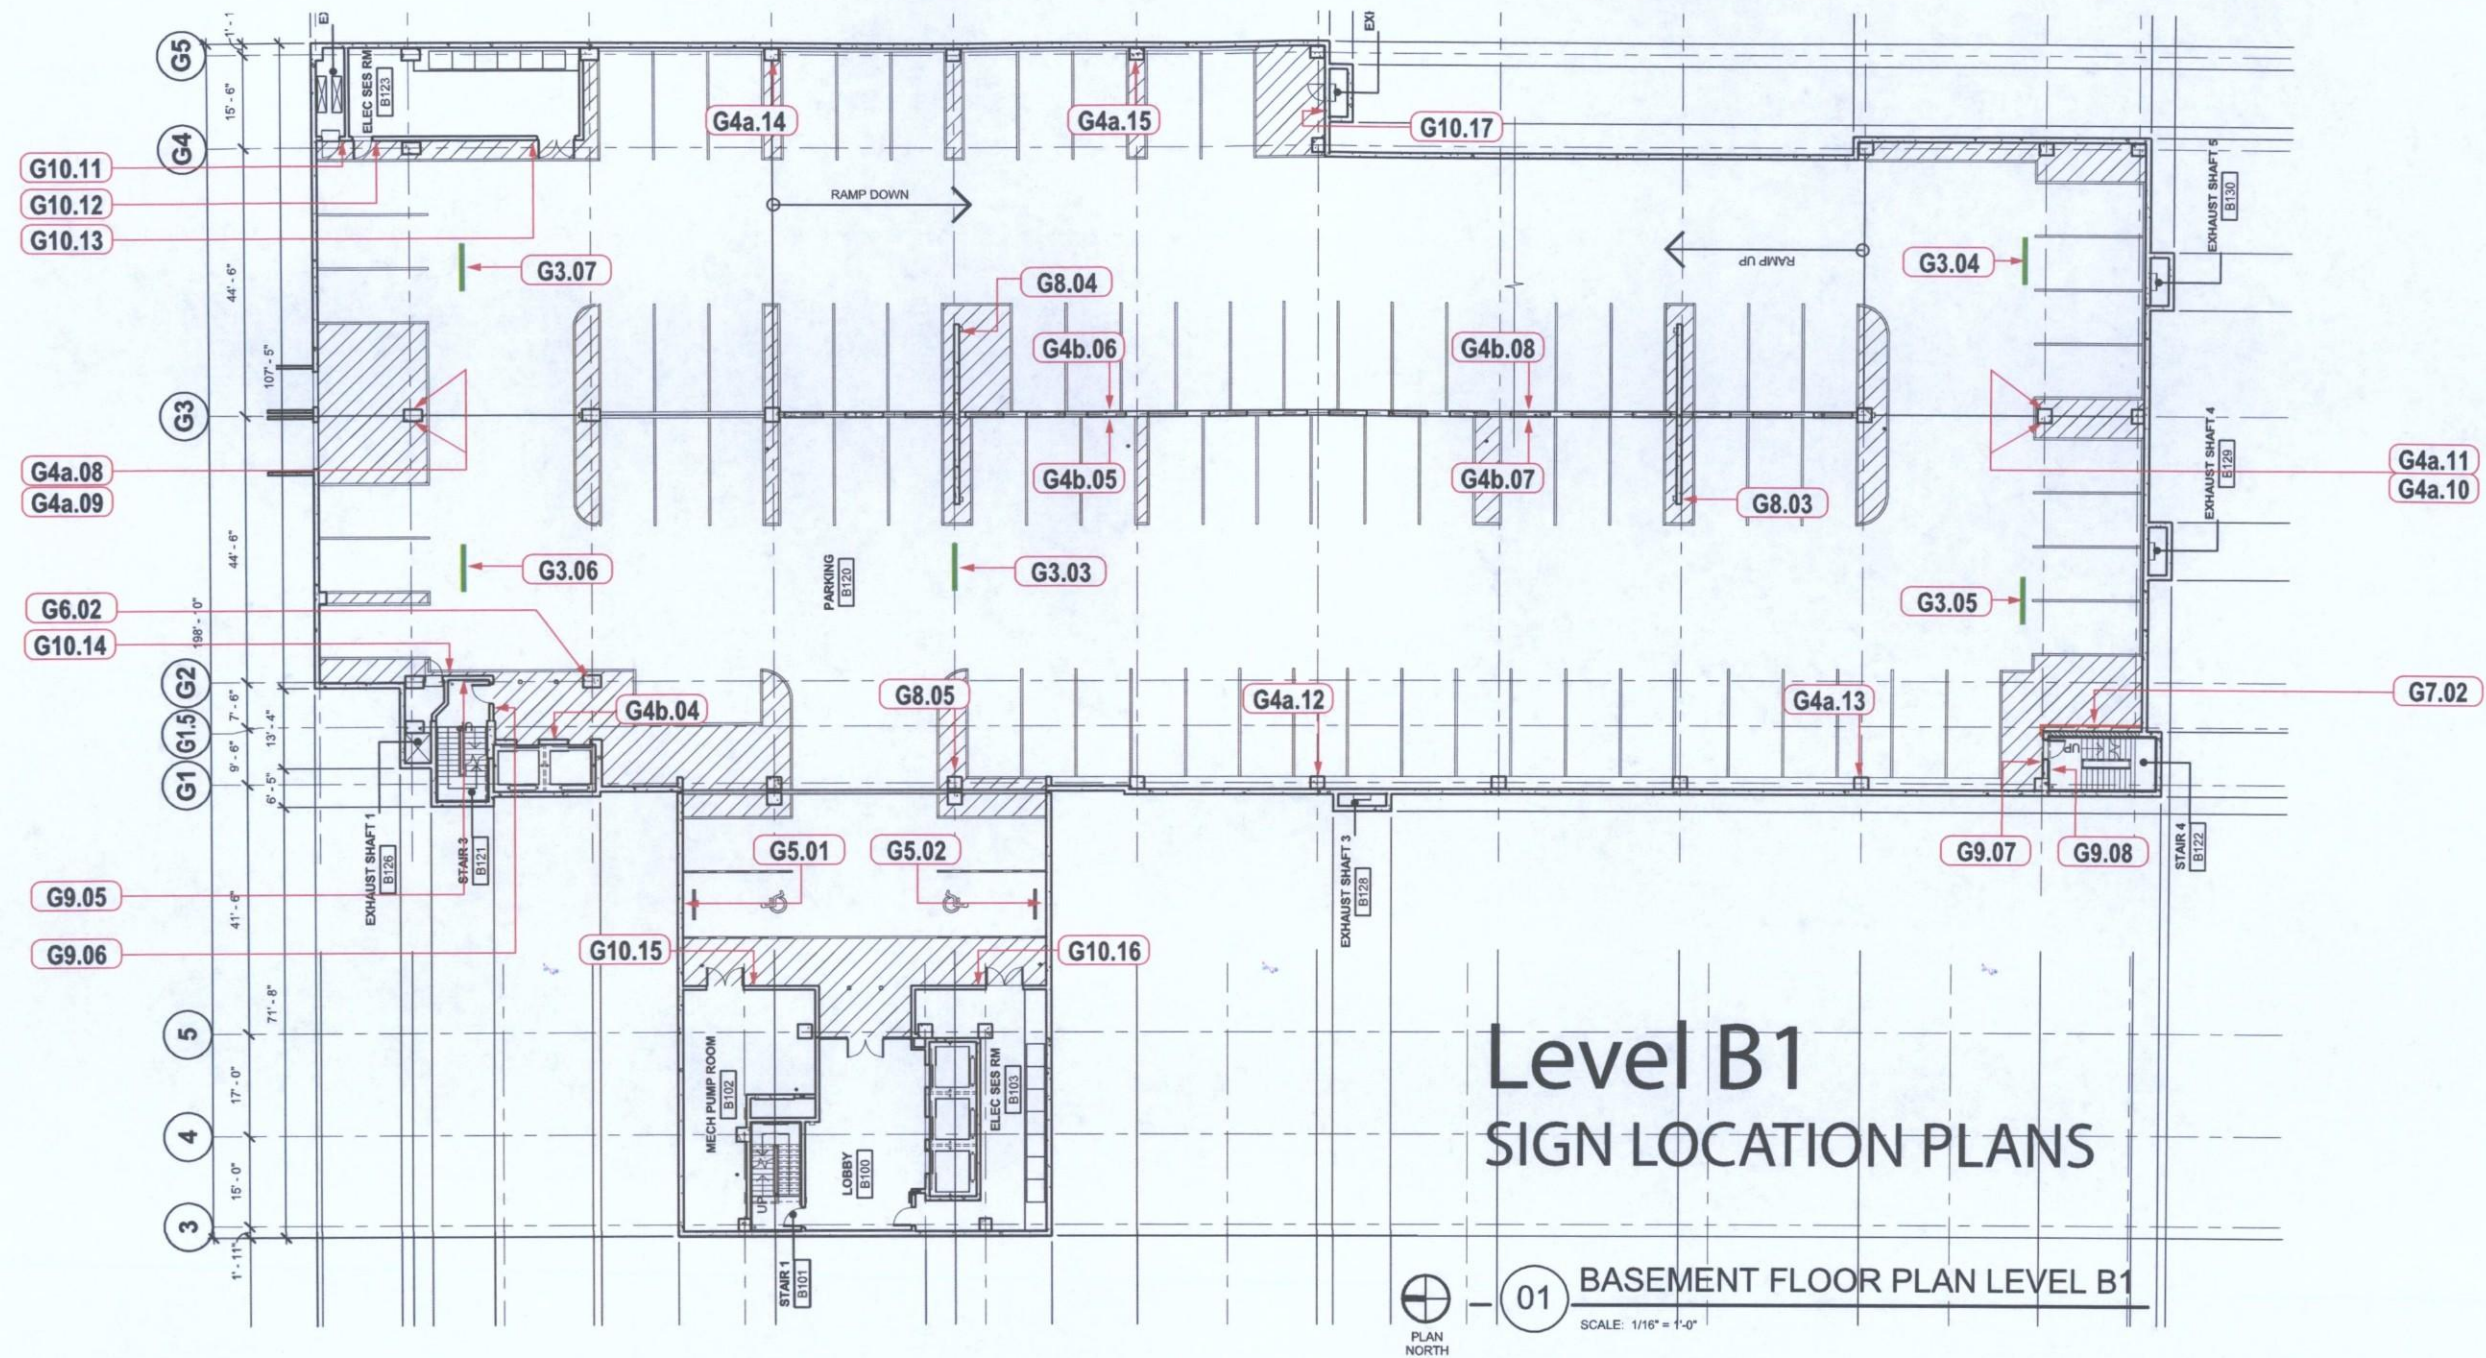 EXHAUST SHAFT 5
B130
EXHAUST SHAFT 4
B129
G5
G4
G3
G2
G1.5
G1
5
4
3
15' - 6"
44' - 6"
107' - 5"
44' - 6"
198' - 0"
7' - 6"
13' - 4"
9' - 6"
6' - 5"
41' - 6"
71' - 8"
17' - 0"
15' - 0"
1' - 11"
ELEC SES RM
B123
G4a.14
G4a.15
G10.17
G10.11
G10.12
G10.13
RAMP DOWN
RAMP UP
G3.07
G8.04
G3.04
G4b.06
G4b.08
G4a.08
G4a.09
G4b.05
G4b.07
G8.03
G4a.11
G4a.10
G3.06
PARKING
B120
G3.03
G3.05
G6.02
G10.14
G4b.04
G8.05
G4a.12
G4a.13
G7.02
UP
EXHAUST SHAFT 1
B126
STAIR 3
B121
G5.01
G5.02
EXHAUST SHAFT 3
B128
G9.07
G9.08
STAIR 4
B122
G9.05
G9.06
G10.15
G10.16
MECH PUMP ROOM
B102
ELEC SES RM
B103
LOBBY
B100
UP
STAIR 1
B101
Level B1
SIGN LOCATION PLANS
PLAN
NORTH
01
BASEMENT FLOOR PLAN LEVEL B1
SCALE: 1/16" = 1'-0"